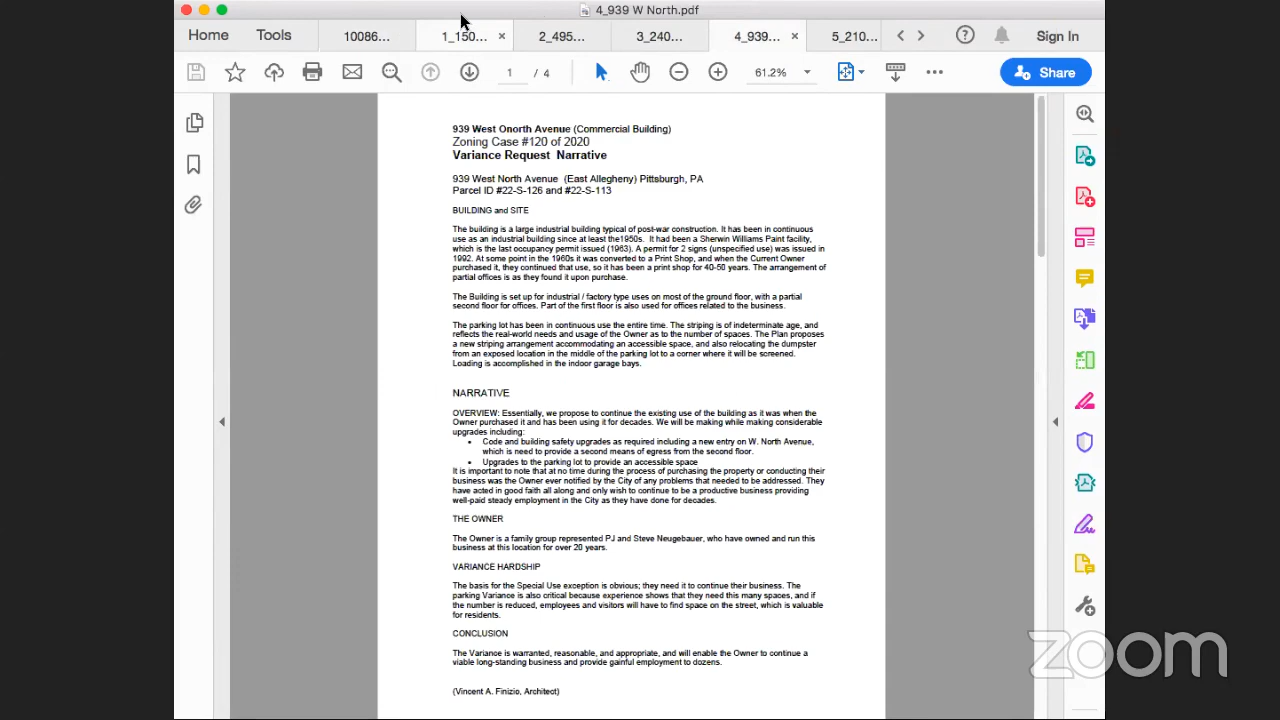 4_939 W North.pdf
Home
Tools
10086...
1_150...
×
2_495...
3_240...
4_939...
×
5_210...
Sign In
1 / 4
61.2%
Share
939 West Onorth Avenue (Commercial Building)
Zoning Case #120 of 2020
Variance Request Narrative
939 West North Avenue (East Allegheny) Pittsburgh, PA
Parcel ID #22-S-126 and #22-S-113
BUILDING and SITE
The building is a large industrial building typical of post-war construction. It has been in continuous
use as an industrial building since at least the1950s. It had been a Sherwin Williams Paint facility,
which is the last occupancy permit issued (1963). A permit for 2 signs (unspecified use) was issued in
1992. At some point in the 1960s it was converted to a Print Shop, and when the Current Owner
purchased it, they continued that use, so it has been a print shop for 40-50 years. The arrangement of
partial offices is as they found it upon purchase.
The Building is set up for industrial / factory type uses on most of the ground floor, with a partial
second floor for offices. Part of the first floor is also used for offices related to the business.
The parking lot has been in continuous use the entire time. The striping is of indeterminate age, and
reflects the real-world needs and usage of the Owner as to the number of spaces. The Plan proposes
a new striping arrangement accommodating an accessible space, and also relocating the dumpster
from an exposed location in the middle of the parking lot to a corner where it will be screened.
Loading is accomplished in the indoor garage bays.
NARRATIVE
OVERVIEW: Essentially, we propose to continue the existing use of the building as it was when the
Owner purchased it and has been using it for decades. We will be making while making considerable
upgrades including:
• Code and building safety upgrades as required including a new entry on W. North Avenue,
which is need to provide a second means of egress from the second floor.
• Upgrades to the parking lot to provide an accessible space
It is important to note that at no time during the process of purchasing the property or conducting their
business was the Owner ever notified by the City of any problems that needed to be addressed. They
have acted in good faith all along and only wish to continue to be a productive business providing
well-paid steady employment in the City as they have done for decades.
THE OWNER
The Owner is a family group represented PJ and Steve Neugebauer, who have owned and run this
business at this location for over 20 years.
VARIANCE HARDSHIP
The basis for the Special Use exception is obvious; they need it to continue their business. The
parking Variance is also critical because experience shows that they need this many spaces, and if
the number is reduced, employees and visitors will have to find space on the street, which is valuable
for residents.
CONCLUSION
The Variance is warranted, reasonable, and appropriate, and will enable the Owner to continue a
viable long-standing business and provide gainful employment to dozens.
(Vincent A. Finizio, Architect)
zoom